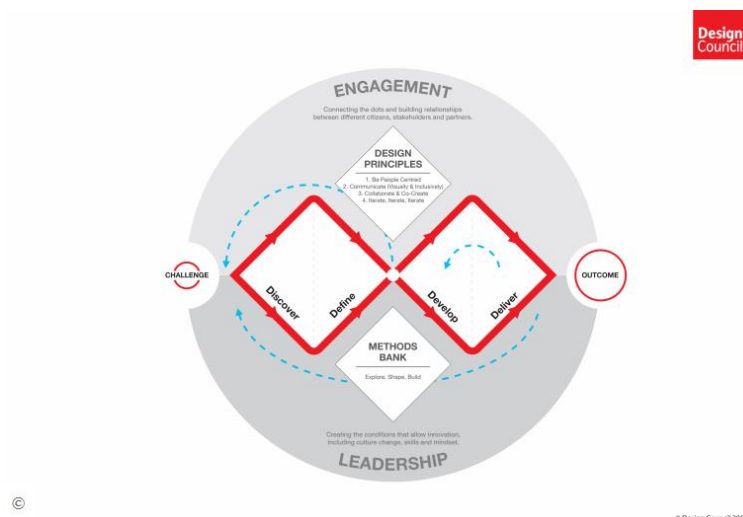 Design
Council
ENGAGEMENT
Connecting the dots and building relationships
between different citizens, stakeholders and partners.
DESIGN
PRINCIPLES
1. Be People Centred
2. Communicate (Visually & Inclusively)
3. Collaborate & Co-Create
4. Iterate, Iterate, Iterate
CHALLENGE
OUTCOME
Discover
Define
Develop
Deliver
METHODS
BANK
Explore, Shape, Build
Creating the conditions that allow innovation,
including culture change, skills and mindset.
LEADERSHIP
©
© Design Council